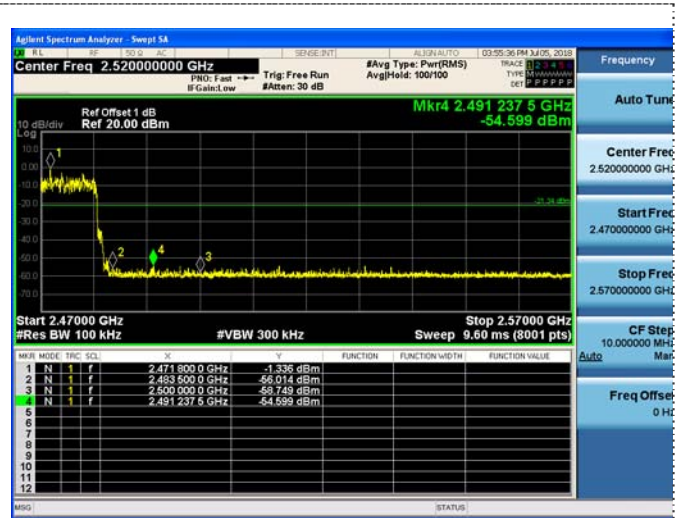 Agilent Spectrum Analyzer - Swept SA
RL RF 50 Ω AC SENSE:INT ALIGNAUTO 03:55:36 PM Jul 05, 2018
Center Freq 2.520000000 GHz #Avg Type: Pwr(RMS) TRACE 1 2 3 4 5 6
PNO: Fast Trig: Free Run Avg|Hold: 100/100 TYPE
IFGain:Low #Atten: 30 dB DET P P P P P P
Ref Offset 1 dB Mkr4 2.491 237 5 GHz
10 dB/div Ref 20.00 dBm -54.599 dBm
Log
10.0
0.00
-10.0
-20.0
-21.34 dBm
-30.0
-40.0
-50.0
-60.0
-70.0
1
2
4
3
Start 2.47000 GHz Stop 2.57000 GHz
#Res BW 100 kHz #VBW 300 kHz Sweep 9.60 ms (8001 pts)
MKR MODE TRC SCL X Y FUNCTION FUNCTION WIDTH FUNCTION VALUE
1 N 1 f 2.471 800 0 GHz -1.336 dBm
2 N 1 f 2.483 500 0 GHz -56.014 dBm
3 N 1 f 2.500 000 0 GHz -58.749 dBm
4 N 1 f 2.491 237 5 GHz -54.599 dBm
5
6
7
8
9
10
11
12
MSG STATUS
Frequency
Auto Tune
Center Freq
2.520000000 GHz
Start Freq
2.470000000 GHz
Stop Freq
2.570000000 GHz
CF Step
10.000000 MHz
Auto Man
Freq Offset
0 Hz